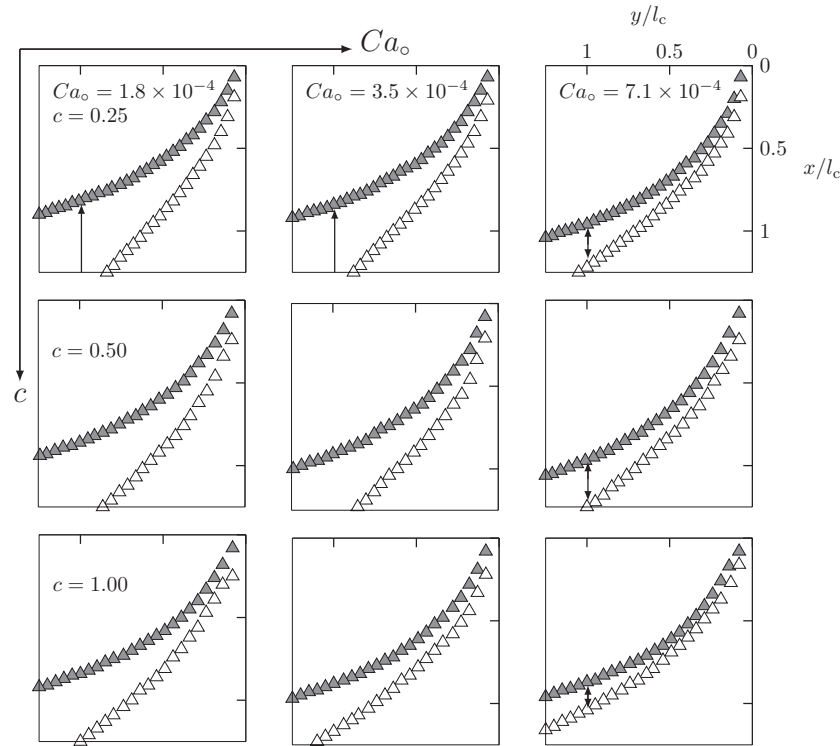 y/l_c
Ca_∘
1 0.5 0
0
Ca_∘ = 1.8 × 10^−4
c = 0.25
Ca_∘ = 3.5 × 10^−4
Ca_∘ = 7.1 × 10^−4
0.5
x/l_c
1
c = 0.50
c
c = 1.00